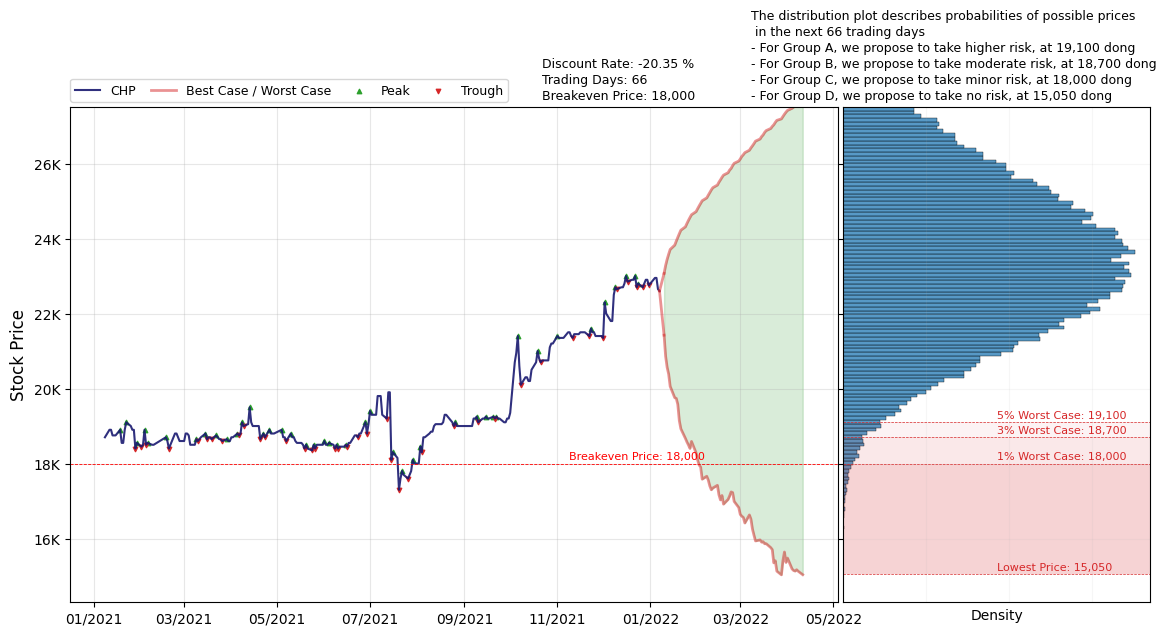 The distribution plot describes probabilities of possible prices
in the next 66 trading days
- For Group A, we propose to take higher risk, at 19,100 dong
- For Group B, we propose to take moderate risk, at 18,700 dong
- For Group C, we propose to take minor risk, at 18,000 dong
- For Group D, we propose to take no risk, at 15,050 dong
Discount Rate: -20.35 %
Trading Days: 66
Breakeven Price: 18,000
CHP
Best Case / Worst Case
Peak
Trough
Stock Price
26K
24K
22K
20K
18K
16K
Breakeven Price: 18,000
5% Worst Case: 19,100
3% Worst Case: 18,700
1% Worst Case: 18,000
Lowest Price: 15,050
01/2021
03/2021
05/2021
07/2021
09/2021
11/2021
01/2022
03/2022
05/2022
Density